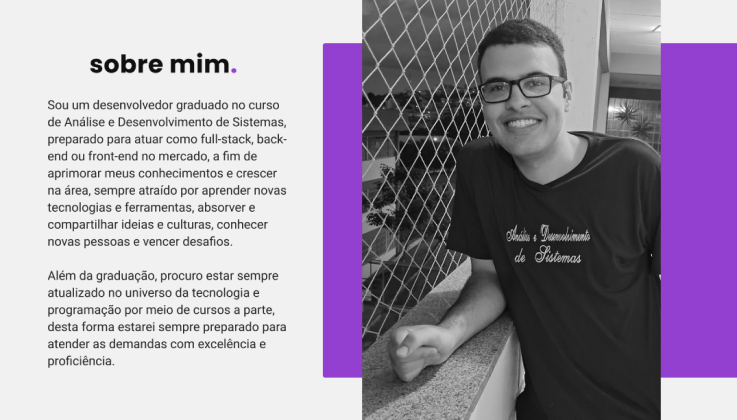 sobre mim.
Sou um desenvolvedor graduado no curso
de Análise e Desenvolvimento de Sistemas,
preparado para atuar como full-stack, back-
end ou front-end no mercado, a fim de
aprimorar meus conhecimentos e crescer
na área, sempre atraído por aprender novas
tecnologias e ferramentas, absorver e
compartilhar ideias e culturas, conhecer
novas pessoas e vencer desafios.
Além da graduação, procuro estar sempre
atualizado no universo da tecnologia e
programação por meio de cursos a parte,
desta forma estarei sempre preparado para
atender as demandas com excelência e
proficiência.
Análise e Desenvolvimento
de Sistemas